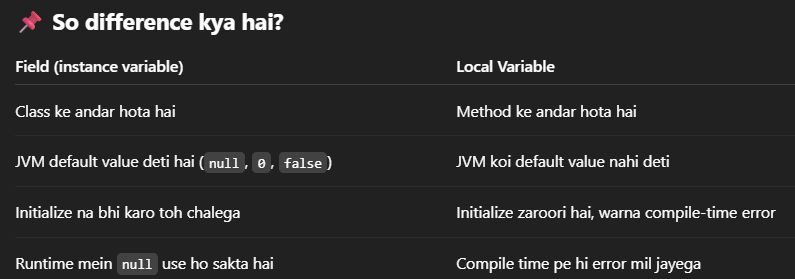 📌 So difference kya hai?
Field (instance variable) Local Variable
Class ke andar hota hai Method ke andar hota hai
JVM default value deti hai (null, 0, false) JVM koi default value nahi deti
Initialize na bhi karo toh chalega Initialize zaroori hai, warna compile-time error
Runtime mein null use ho sakta hai Compile time pe hi error mil jayega